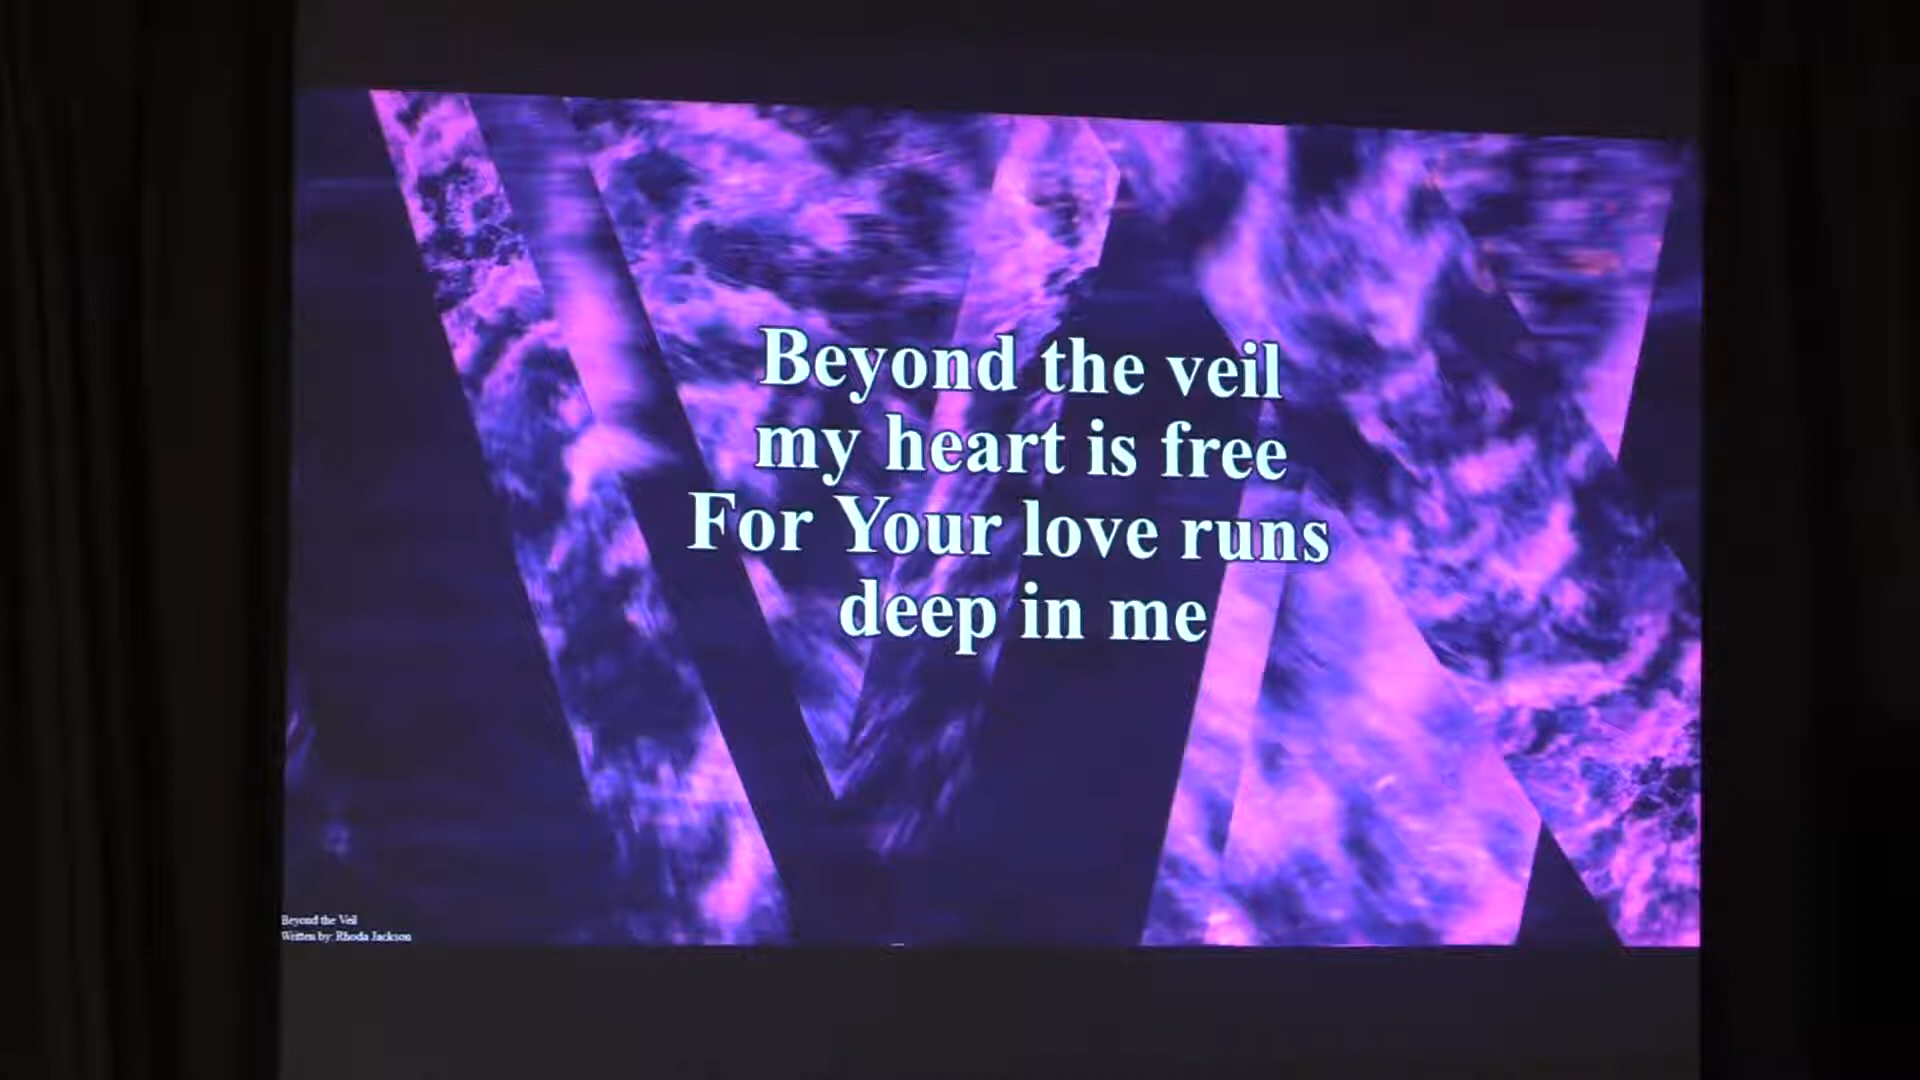 Beyond the veil
my heart is free
For Your love runs
deep in me
Beyond the Veil
Written by: Rhoda Jackson